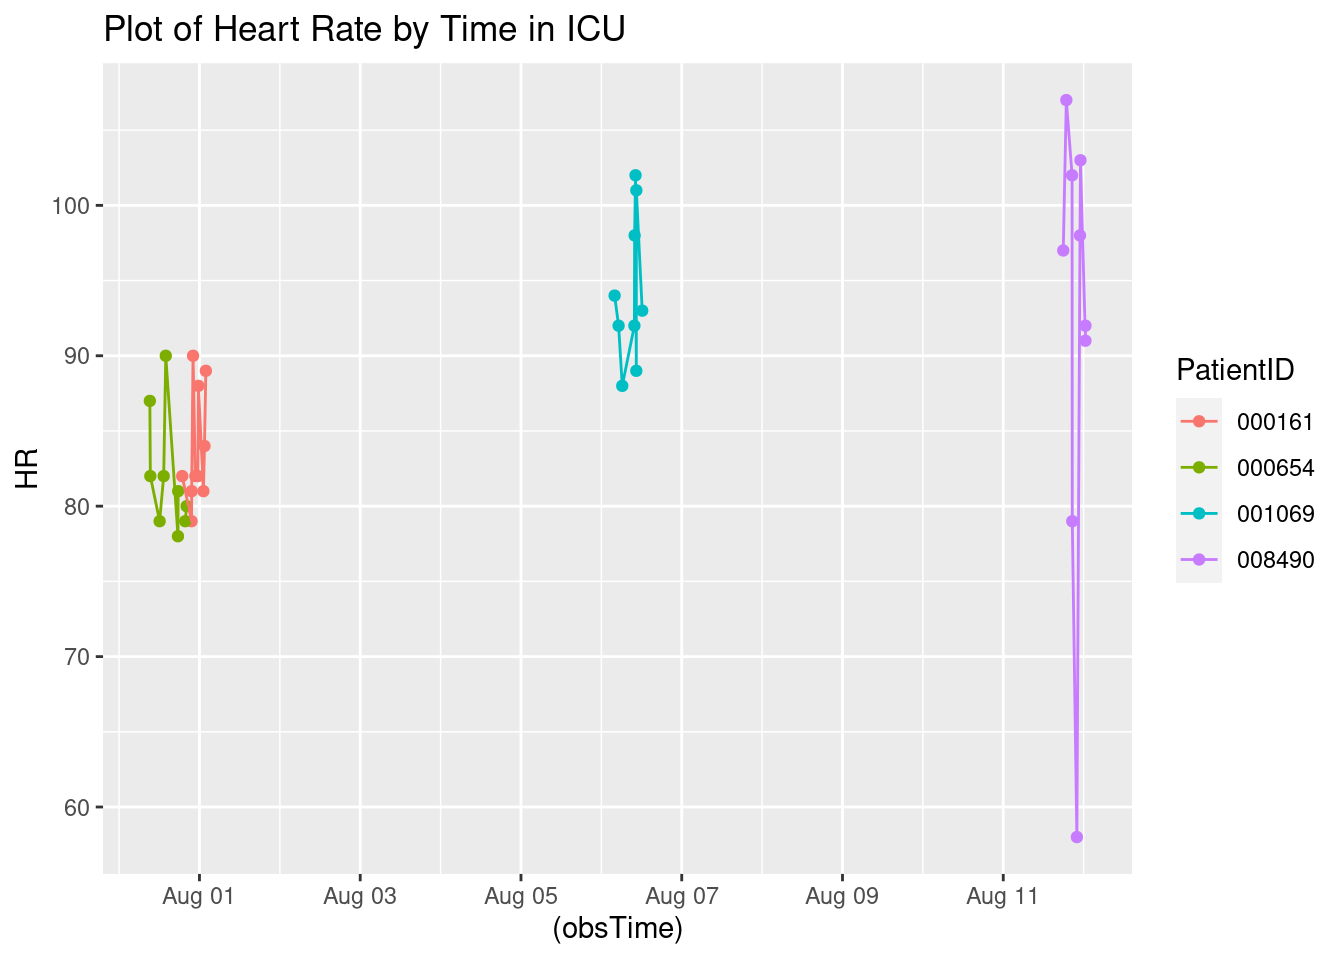 Plot of Heart Rate by Time in ICU
HR
100
90
80
70
60
Aug 01 Aug 03 Aug 05 Aug 07 Aug 09 Aug 11
(obsTime)
PatientID
000161
000654
001069
008490